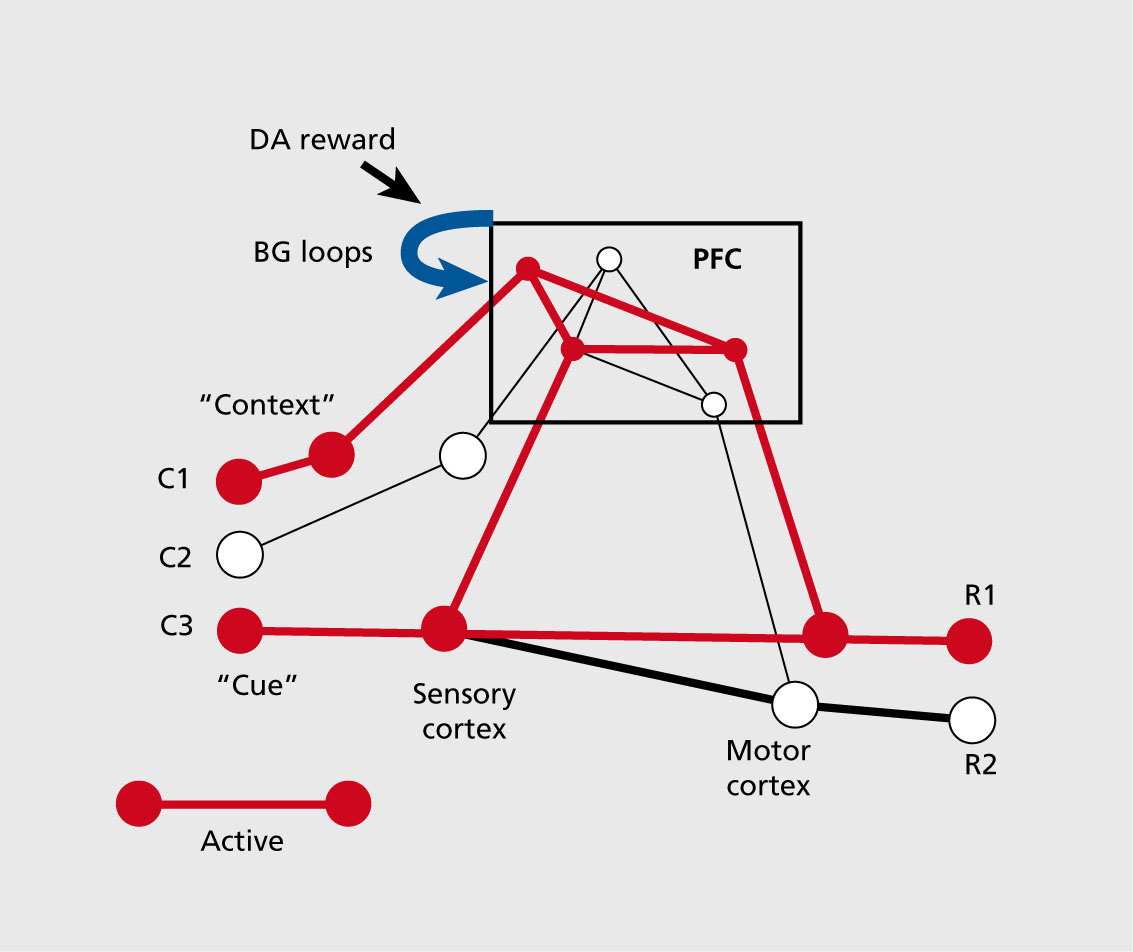 DA reward
BG loops
PFC
“Context”
C1
C2
C3
R1
“Cue”
Sensory
cortex
Motor
cortex
R2
Active